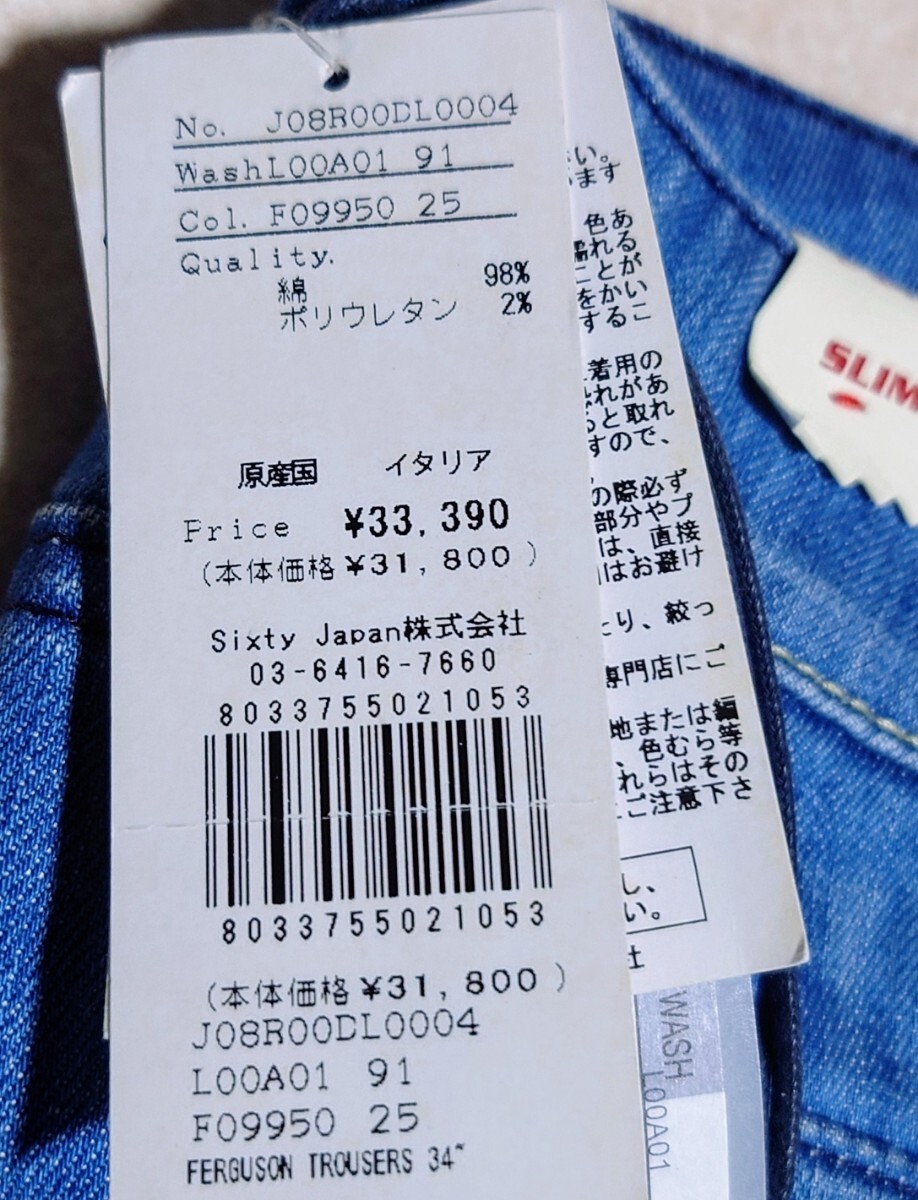 No. J08R00DL0004
Wash L00A01 91
Col. F09950 25
Quality.
綿 98%
ポリウレタン 2%
原産国 イタリア
Price ¥33,390
(本体価格¥31,800)
Sixty Japan株式会社
03-6416-7660
8033755021053
8033755021053
(本体価格¥31,800)
J08R00DL0004
L00A01 91
F09950 25
FERGUSON TROUSERS 34"
い。
ます
色あ
濡れる
ことが
をかい
するこ
着用の
れがあ
ると取れ
すので、
の際必ず
部分やプ
は、直接
はお避け
たり、絞っ
専門店にご
地または編
、色むら等
れらはその
ご注意下さ
し、
い。
社
WASH
L00A01
SLIM